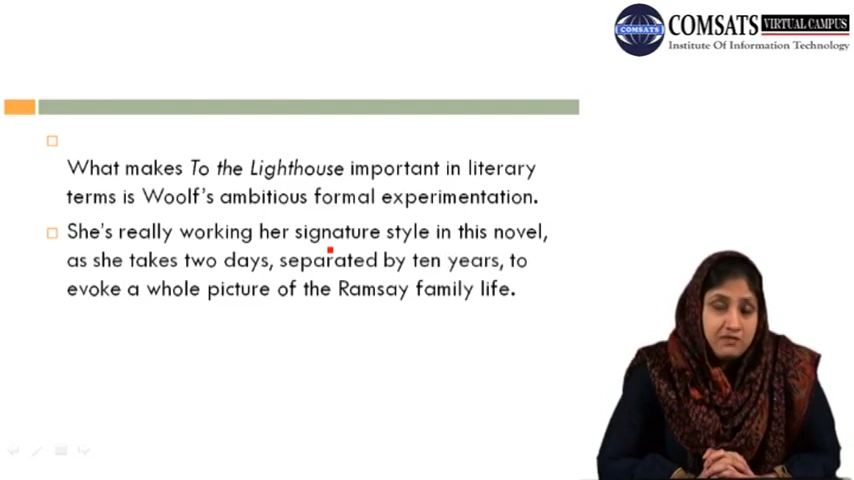 COMSATS VIRTUAL CAMPUS
COMSATS
Institute Of Information Technology
What makes To the Lighthouse important in literary
terms is Woolf's ambitious formal experimentation.
She's really working her signature style in this novel,
as she takes two days, separated by ten years, to
evoke a whole picture of the Ramsay family life.